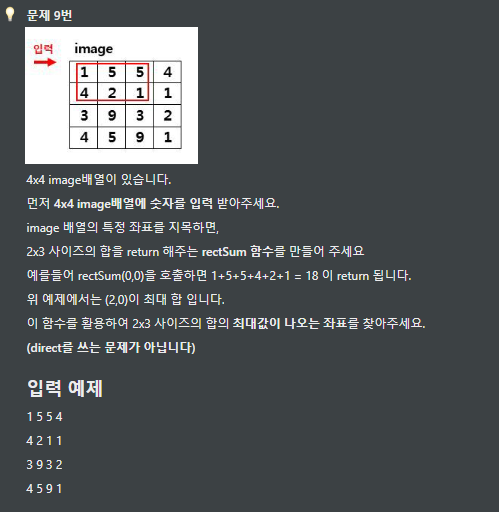 문제 9번
입력
image
1 5 5 4
4 2 1 1
3 9 3 2
4 5 9 1
4x4 image배열이 있습니다.
먼저 4x4 image배열에 숫자를 입력 받아주세요.
image 배열의 특정 좌표를 지목하면,
2x3 사이즈의 합을 return 해주는 rectSum 함수를 만들어 주세요
예를들어 rectSum(0,0)을 호출하면 1+5+5+4+2+1 = 18 이 return 됩니다.
위 예제에서는 (2,0)이 최대 합 입니다.
이 함수를 활용하여 2x3 사이즈의 합의 최대값이 나오는 좌표를 찾아주세요.
(direct를 쓰는 문제가 아닙니다)
입력 예제
1 5 5 4
4 2 1 1
3 9 3 2
4 5 9 1